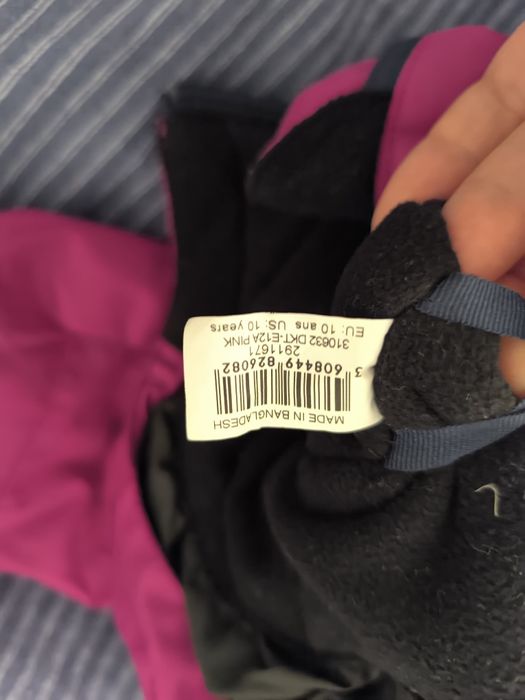 EU: 10 ans US: 10 years
310632 DKT-E12A PINK
2911671
3 608449 826082
MADE IN BANGLADESH